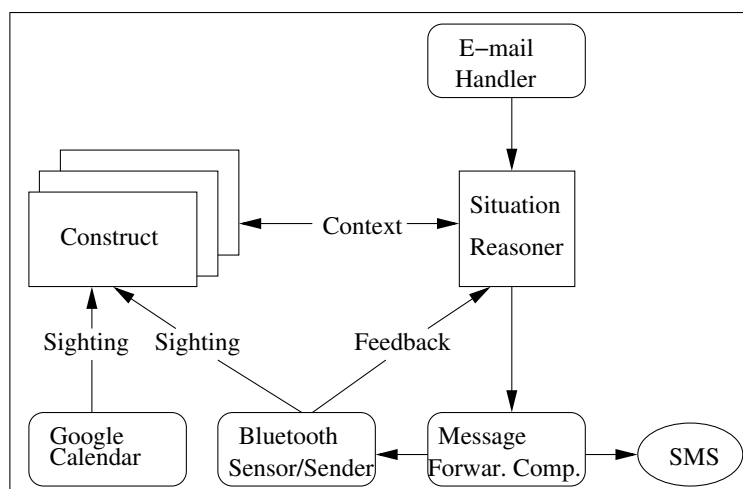 E−mail
Handler
Situation
Reasoner
Construct
Context
Sighting
Sighting
Feedback
Google
Calendar
Bluetooth
Sensor/Sender
Message
Forwar. Comp.
SMS